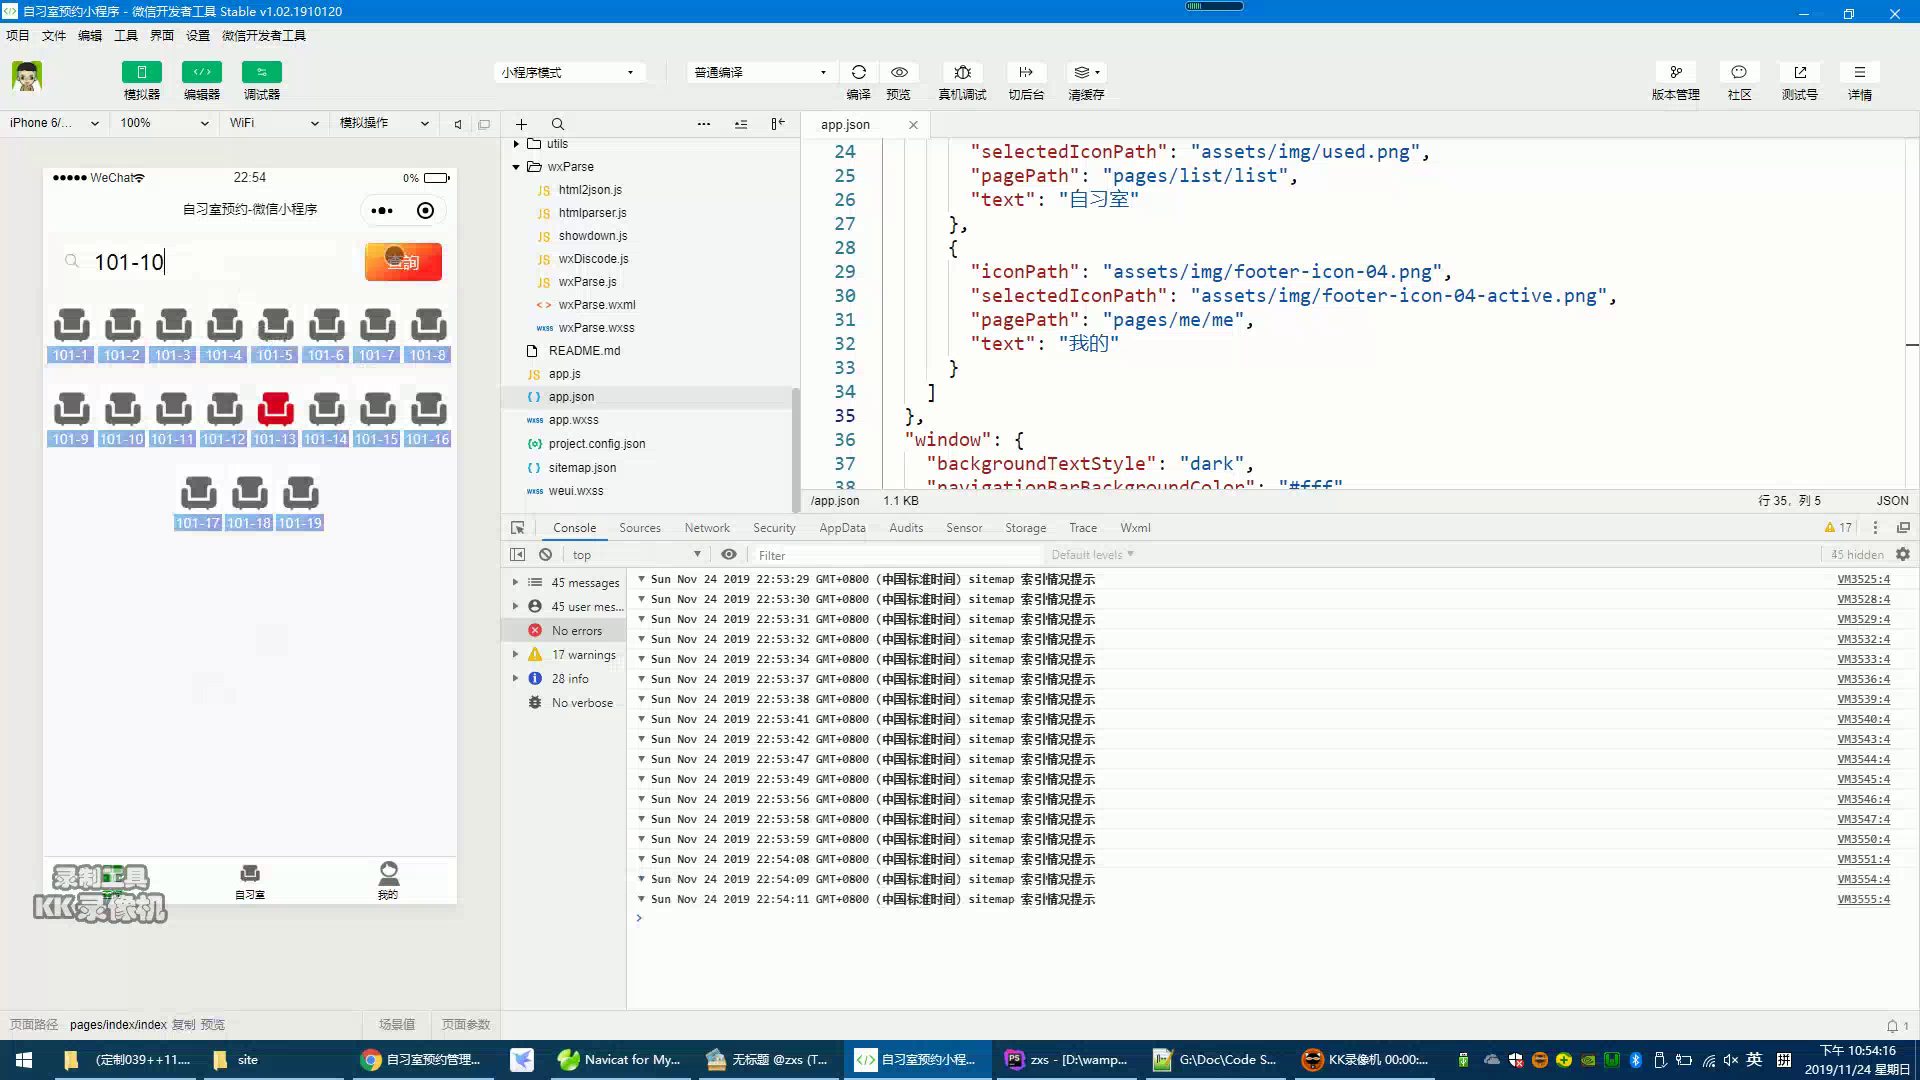 自习室预约小程序 - 微信开发者工具 Stable v1.02.1910120
项目 文件 编辑 工具 界面 设置 微信开发者工具
模拟器 编辑器 调试器
小程序模式 普通编译
编译 预览 真机调试 切后台 清缓存
版本管理 社区 测试号 详情
iPhone 6/... 100% WiFi 模拟操作
WeChat 22:54 0%
自习室预约-微信小程序
101-10
查詢
101-1 101-2 101-3 101-4 101-5 101-6 101-7 101-8
101-9 101-10 101-11 101-12 101-13 101-14 101-15 101-16
101-17 101-18 101-19
自习室 我的
录制工具
KK录像机
页面路径 pages/index/index 复制 预览 场景值 页面参数
utils
wxParse
JS html2json.js
JS htmlparser.js
JS showdown.js
JS wxDiscode.js
JS wxParse.js
< > wxParse.wxml
wxss wxParse.wxss
README.md
JS app.js
{ } app.json
wxss app.wxss
{o} project.config.json
{ } sitemap.json
wxss weui.wxss
app.json
24 "selectedIconPath": "assets/img/used.png",
25 "pagePath": "pages/list/list",
26 "text": "自习室"
27 },
28 {
29 "iconPath": "assets/img/footer-icon-04.png",
30 "selectedIconPath": "assets/img/footer-icon-04-active.png",
31 "pagePath": "pages/me/me",
32 "text": "我的"
33 }
34 ]
35 },
36 "window": {
37 "backgroundTextStyle": "dark",
38 "navigationBarBackgroundColor": "#fff"
/app.json 1.1 KB 行 35，列 5 JSON
Console Sources Network Security AppData Audits Sensor Storage Trace Wxml 17
top Filter Default levels 45 hidden
45 messages
45 user mes...
No errors
17 warnings
28 info
No verbose
Sun Nov 24 2019 22:53:29 GMT+0800 (中国标准时间) sitemap 索引情况提示 VM3525:4
Sun Nov 24 2019 22:53:30 GMT+0800 (中国标准时间) sitemap 索引情况提示 VM3528:4
Sun Nov 24 2019 22:53:31 GMT+0800 (中国标准时间) sitemap 索引情况提示 VM3529:4
Sun Nov 24 2019 22:53:32 GMT+0800 (中国标准时间) sitemap 索引情况提示 VM3532:4
Sun Nov 24 2019 22:53:34 GMT+0800 (中国标准时间) sitemap 索引情况提示 VM3533:4
Sun Nov 24 2019 22:53:37 GMT+0800 (中国标准时间) sitemap 索引情况提示 VM3536:4
Sun Nov 24 2019 22:53:38 GMT+0800 (中国标准时间) sitemap 索引情况提示 VM3539:4
Sun Nov 24 2019 22:53:41 GMT+0800 (中国标准时间) sitemap 索引情况提示 VM3540:4
Sun Nov 24 2019 22:53:42 GMT+0800 (中国标准时间) sitemap 索引情况提示 VM3543:4
Sun Nov 24 2019 22:53:47 GMT+0800 (中国标准时间) sitemap 索引情况提示 VM3544:4
Sun Nov 24 2019 22:53:49 GMT+0800 (中国标准时间) sitemap 索引情况提示 VM3545:4
Sun Nov 24 2019 22:53:56 GMT+0800 (中国标准时间) sitemap 索引情况提示 VM3546:4
Sun Nov 24 2019 22:53:58 GMT+0800 (中国标准时间) sitemap 索引情况提示 VM3547:4
Sun Nov 24 2019 22:53:59 GMT+0800 (中国标准时间) sitemap 索引情况提示 VM3550:4
Sun Nov 24 2019 22:54:08 GMT+0800 (中国标准时间) sitemap 索引情况提示 VM3551:4
Sun Nov 24 2019 22:54:09 GMT+0800 (中国标准时间) sitemap 索引情况提示 VM3554:4
Sun Nov 24 2019 22:54:11 GMT+0800 (中国标准时间) sitemap 索引情况提示 VM3555:4
1
(定制039++11.... site 自习室预约管理... Navicat for My... 无标题 @zxs (T... 自习室预约小程... zxs - [D:\wamp... G:\Doc\Code S... KK录像机 00:00:... 英 拼 下午 10:54:16
2019/11/24 星期日